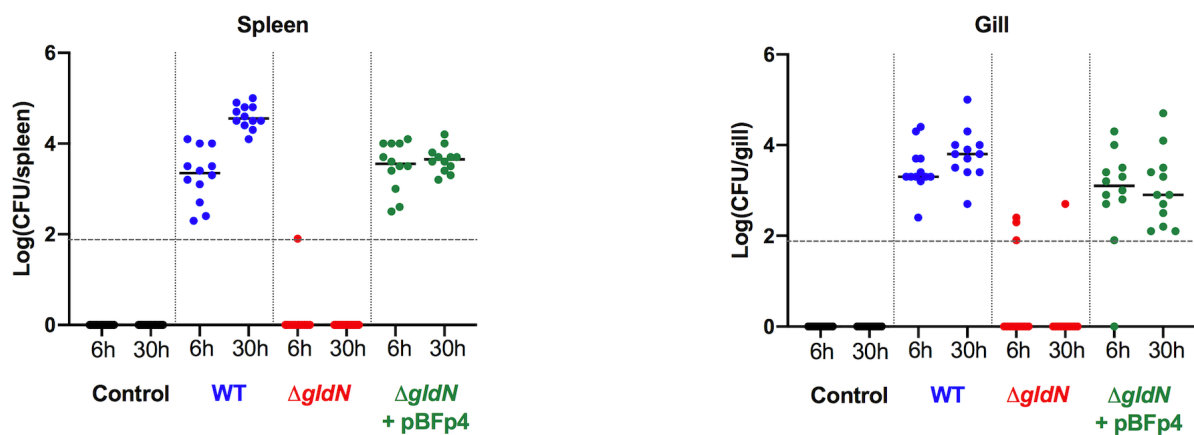 Spleen
Log(CFU/spleen)
6
4
2
0
6h 30h 6h 30h 6h 30h 6h 30h
Control WT ΔgldN ΔgldN
+ pBFp4
Gill
Log(CFU/gill)
6
4
2
0
6h 30h 6h 30h 6h 30h 6h 30h
Control WT ΔgldN ΔgldN
+ pBFp4